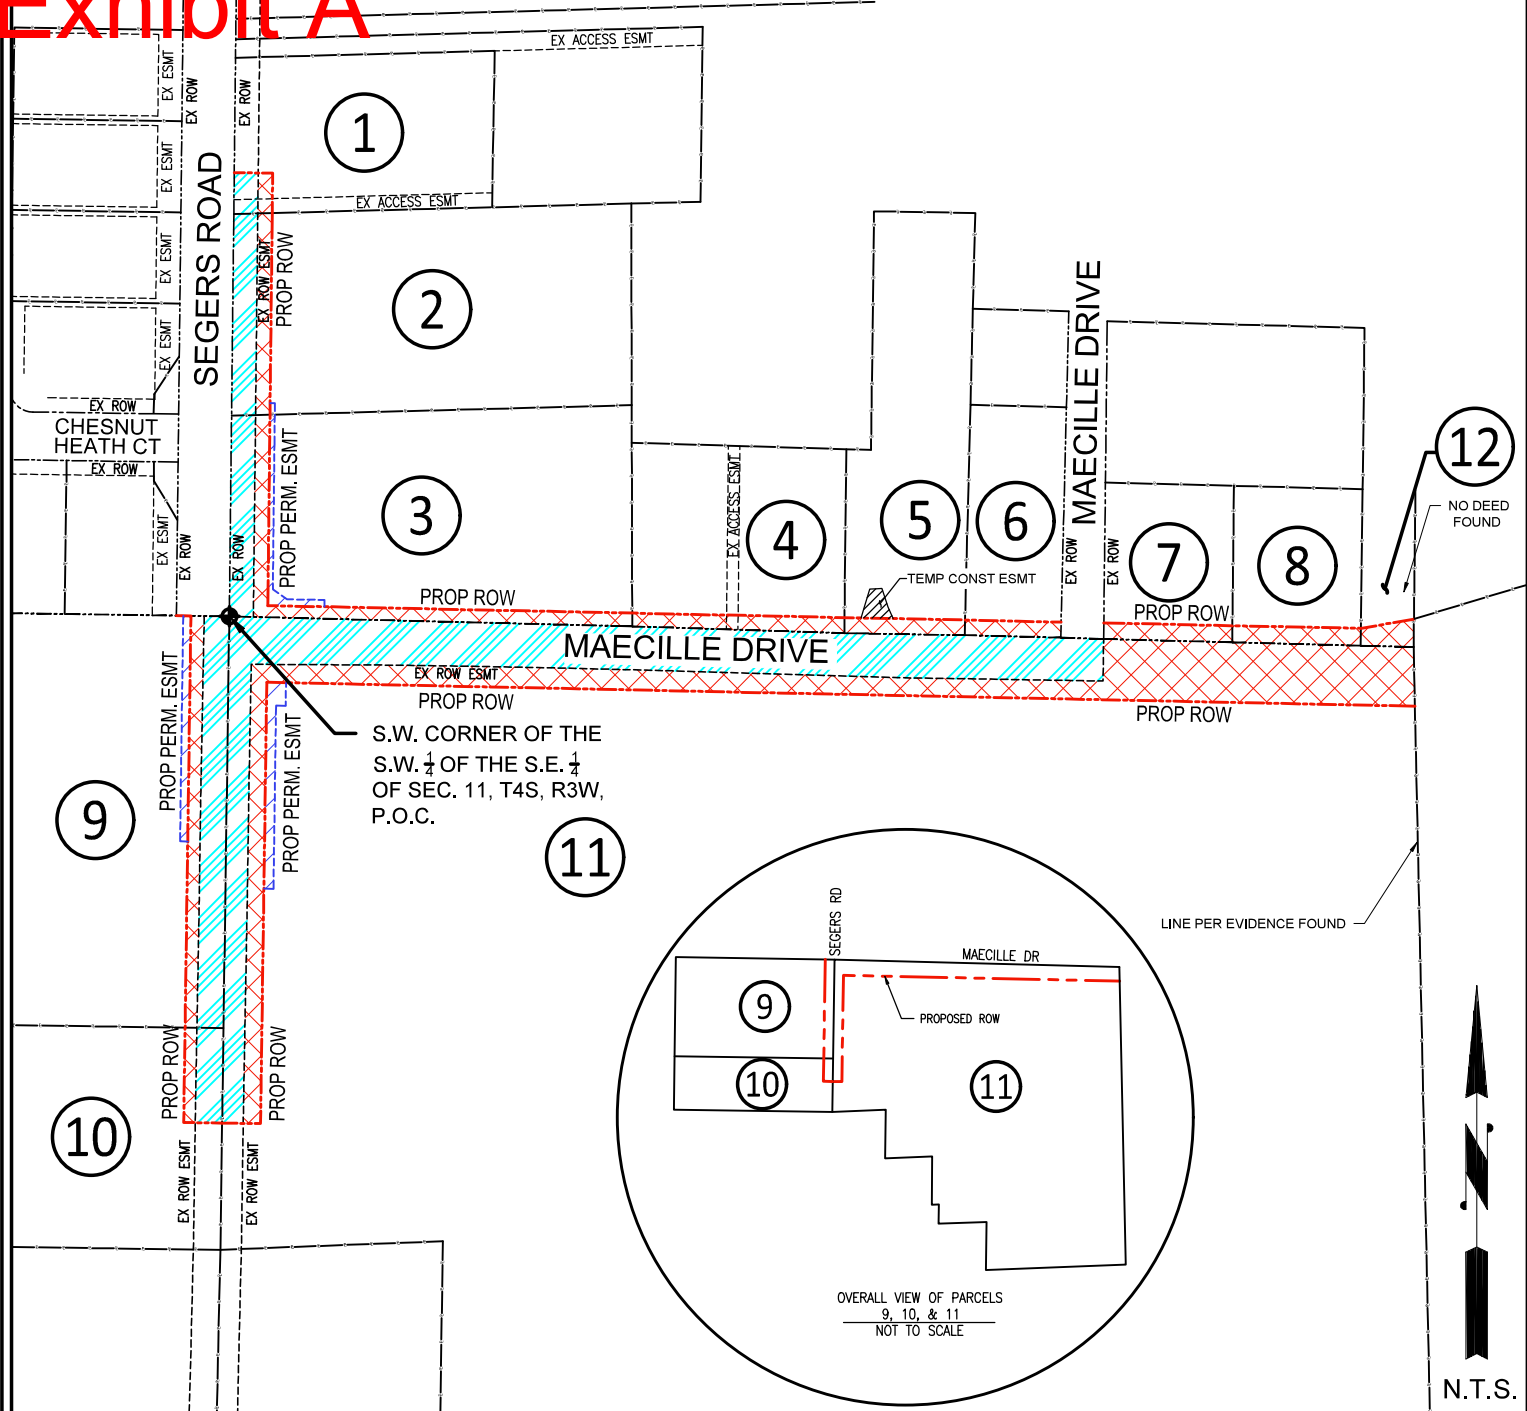 Exhibit A
EX ACCESS ESMT
EX ESMT
EX ROW
EX ROW
1
EX ESMT
EX ACCESS ESMT
SEGERS ROAD
EX ESMT
EX ROW ESMT
PROP ROW
2
EX ESMT
MAECILLE DRIVE
EX ROW
CHESNUT
HEATH CT
EX ROW
12
NO DEED
FOUND
PROP PERM. ESMT
3
EX ACCESS ESMT
4
5
6
7
8
EX ESMT
EX ROW
EX ROW
EX ROW
EX ROW
TEMP CONST ESMT
PROP ROW
PROP ROW
MAECILLE DRIVE
EX ROW ESMT
PROP ROW
PROP ROW
PROP PERM. ESMT
PROP PERM. ESMT
S.W. CORNER OF THE
S.W. 1/4 OF THE S.E. 1/4
OF SEC. 11, T4S, R3W,
P.O.C.
9
11
LINE PER EVIDENCE FOUND
SEGERS RD
MAECILLE DR
9
PROPOSED ROW
10
11
PROP ROW
PROP ROW
10
EX ROW ESMT
EX ROW ESMT
OVERALL VIEW OF PARCELS
9, 10, & 11
NOT TO SCALE
N
N.T.S.